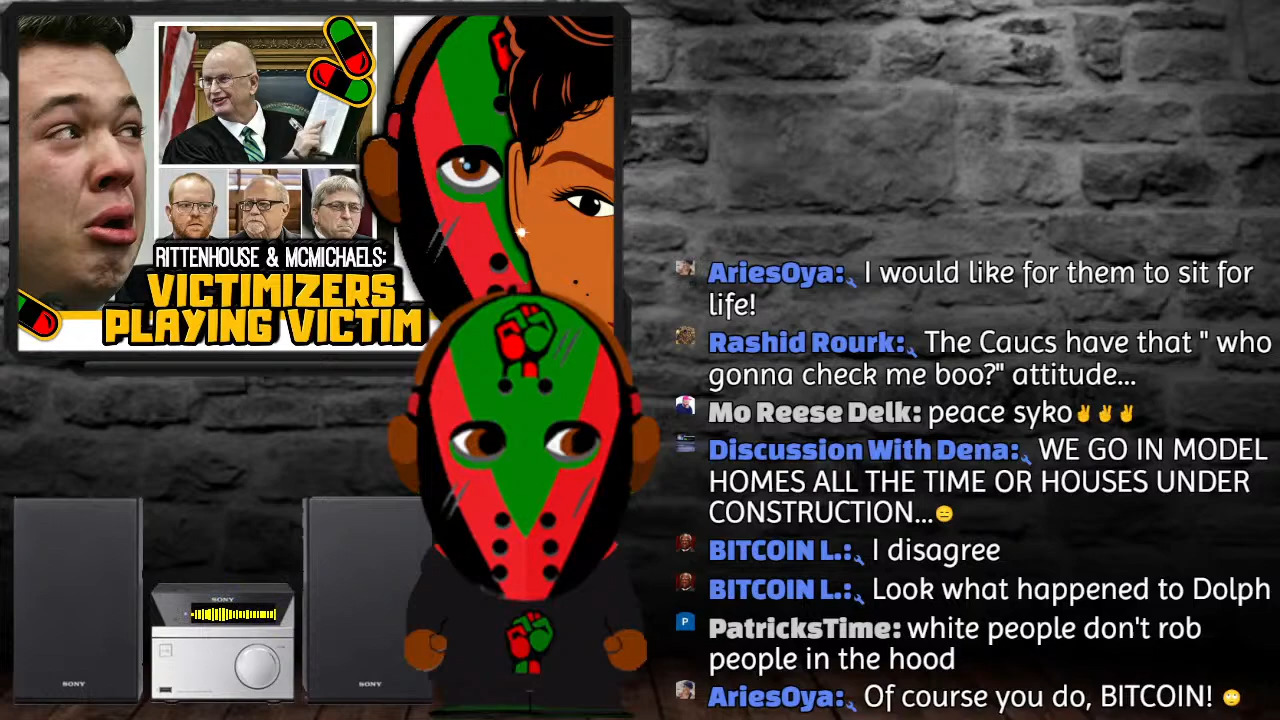 RITTENHOUSE & MCMICHAELS:
VICTIMIZERS
PLAYING VICTIM
SONY
SONY
SONY
AriesOya: I would like for them to sit for
life!
Rashid Rourk: The Caucs have that " who
gonna check me boo?" attitude...
Mo Reese Delk: peace syko✌✌✌
Discussion With Dena: WE GO IN MODEL
HOMES ALL THE TIME OR HOUSES UNDER
CONSTRUCTION...😑
BITCOIN L.: I disagree
BITCOIN L.: Look what happened to Dolph
P
PatricksTime: white people don't rob
people in the hood
AriesOya: Of course you do, BITCOIN! 🙄